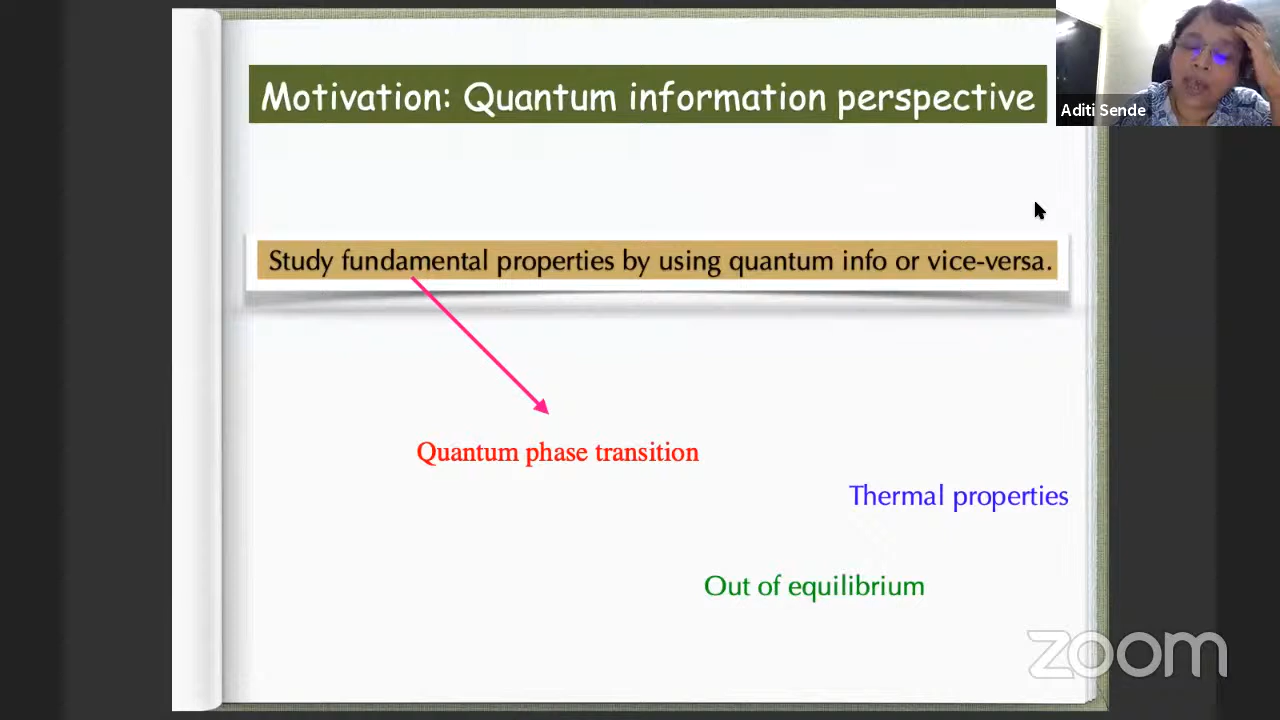 Motivation: Quantum information perspective
Aditi Sende
Study fundamental properties by using quantum info or vice-versa.
Quantum phase transition
Thermal properties
Out of equilibrium
zoom